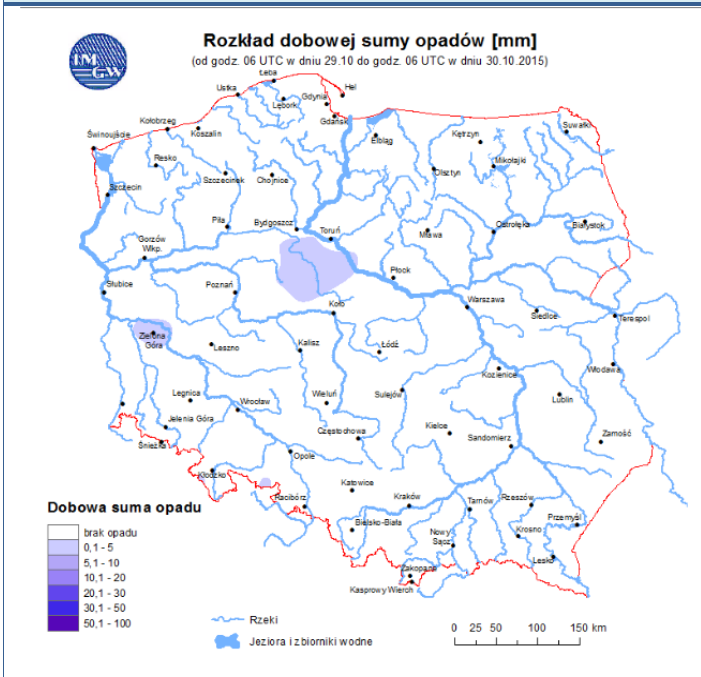 IM
GW
Rozkład dobowej sumy opadów [mm]
(od godz. 06 UTC w dniu 29.10 do godz. 06 UTC w dniu 30.10.2015)
Łeba
Hel
Ustka
Gdynia
Lębork
Gdańsk
Kołobrzeg
Koszalin
Suwałki
Elbląg
Kętrzyn
Świnoujście
Resko
Mikołajki
Szczecinek
Chojnice
Olsztyn
Szczecin
Piła
Bydgoszcz
Toruń
Mława
Ostrołęka
Białystok
Gorzów
Wlkp.
Płock
Słubice
Poznań
Koło
Warszawa
Siedlce
Terespol
Zielona
Góra
Leszno
Kalisz
Łódź
Kozienice
Włodawa
Legnica
Wrocław
Wieluń
Sulejów
Lublin
Jelenia Góra
Śnieżka
Częstochowa
Kielce
Sandomierz
Zamość
Opole
Kłodzko
Racibórz
Katowice
Kraków
Tarnów
Rzeszów
Przemyśl
Bielsko-Biała
Nowy
Sącz
Krosno
Lesko
Zakopane
Kasprowy Wierch
Dobowa suma opadu
brak opadu
0,1 - 5
5,1 - 10
10,1 - 20
20,1 - 30
30,1 - 50
50,1 - 100
Rzeki
Jeziora i zbiorniki wodne
0 25 50 100 150 km